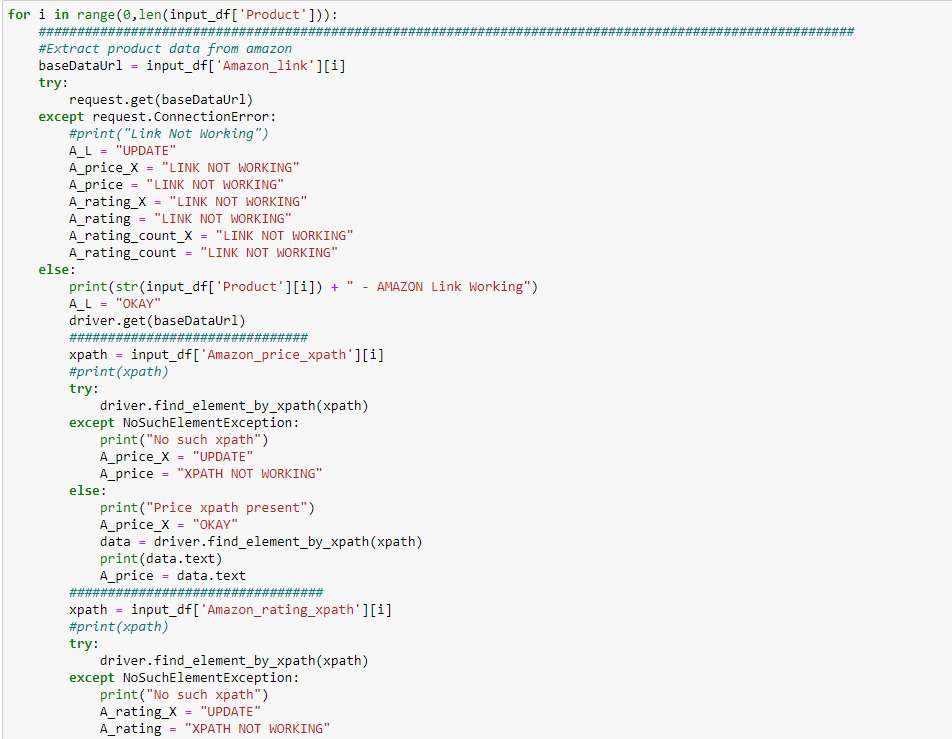 for i in range(0,len(input_df['Product'])):
    ##########################################################################################################
    #Extract product data from amazon
    baseDataUrl = input_df['Amazon_link'][i]
    try:
        request.get(baseDataUrl)
    except request.ConnectionError:
        #print("Link Not Working")
        A_L = "UPDATE"
        A_price_X = "LINK NOT WORKING"
        A_price = "LINK NOT WORKING"
        A_rating_X = "LINK NOT WORKING"
        A_rating = "LINK NOT WORKING"
        A_rating_count_X = "LINK NOT WORKING"
        A_rating_count = "LINK NOT WORKING"
    else:
        print(str(input_df['Product'][i]) + " - AMAZON Link Working")
        A_L = "OKAY"
        driver.get(baseDataUrl)
        ###############################
        xpath = input_df['Amazon_price_xpath'][i]
        #print(xpath)
        try:
            driver.find_element_by_xpath(xpath)
        except NoSuchElementException:
            print("No such xpath")
            A_price_X = "UPDATE"
            A_price = "XPATH NOT WORKING"
        else:
            print("Price xpath present")
            A_price_X = "OKAY"
            data = driver.find_element_by_xpath(xpath)
            print(data.text)
            A_price = data.text
        #################################
        xpath = input_df['Amazon_rating_xpath'][i]
        #print(xpath)
        try:
            driver.find_element_by_xpath(xpath)
        except NoSuchElementException:
            print("No such xpath")
            A_rating_X = "UPDATE"
            A_rating = "XPATH NOT WORKING"